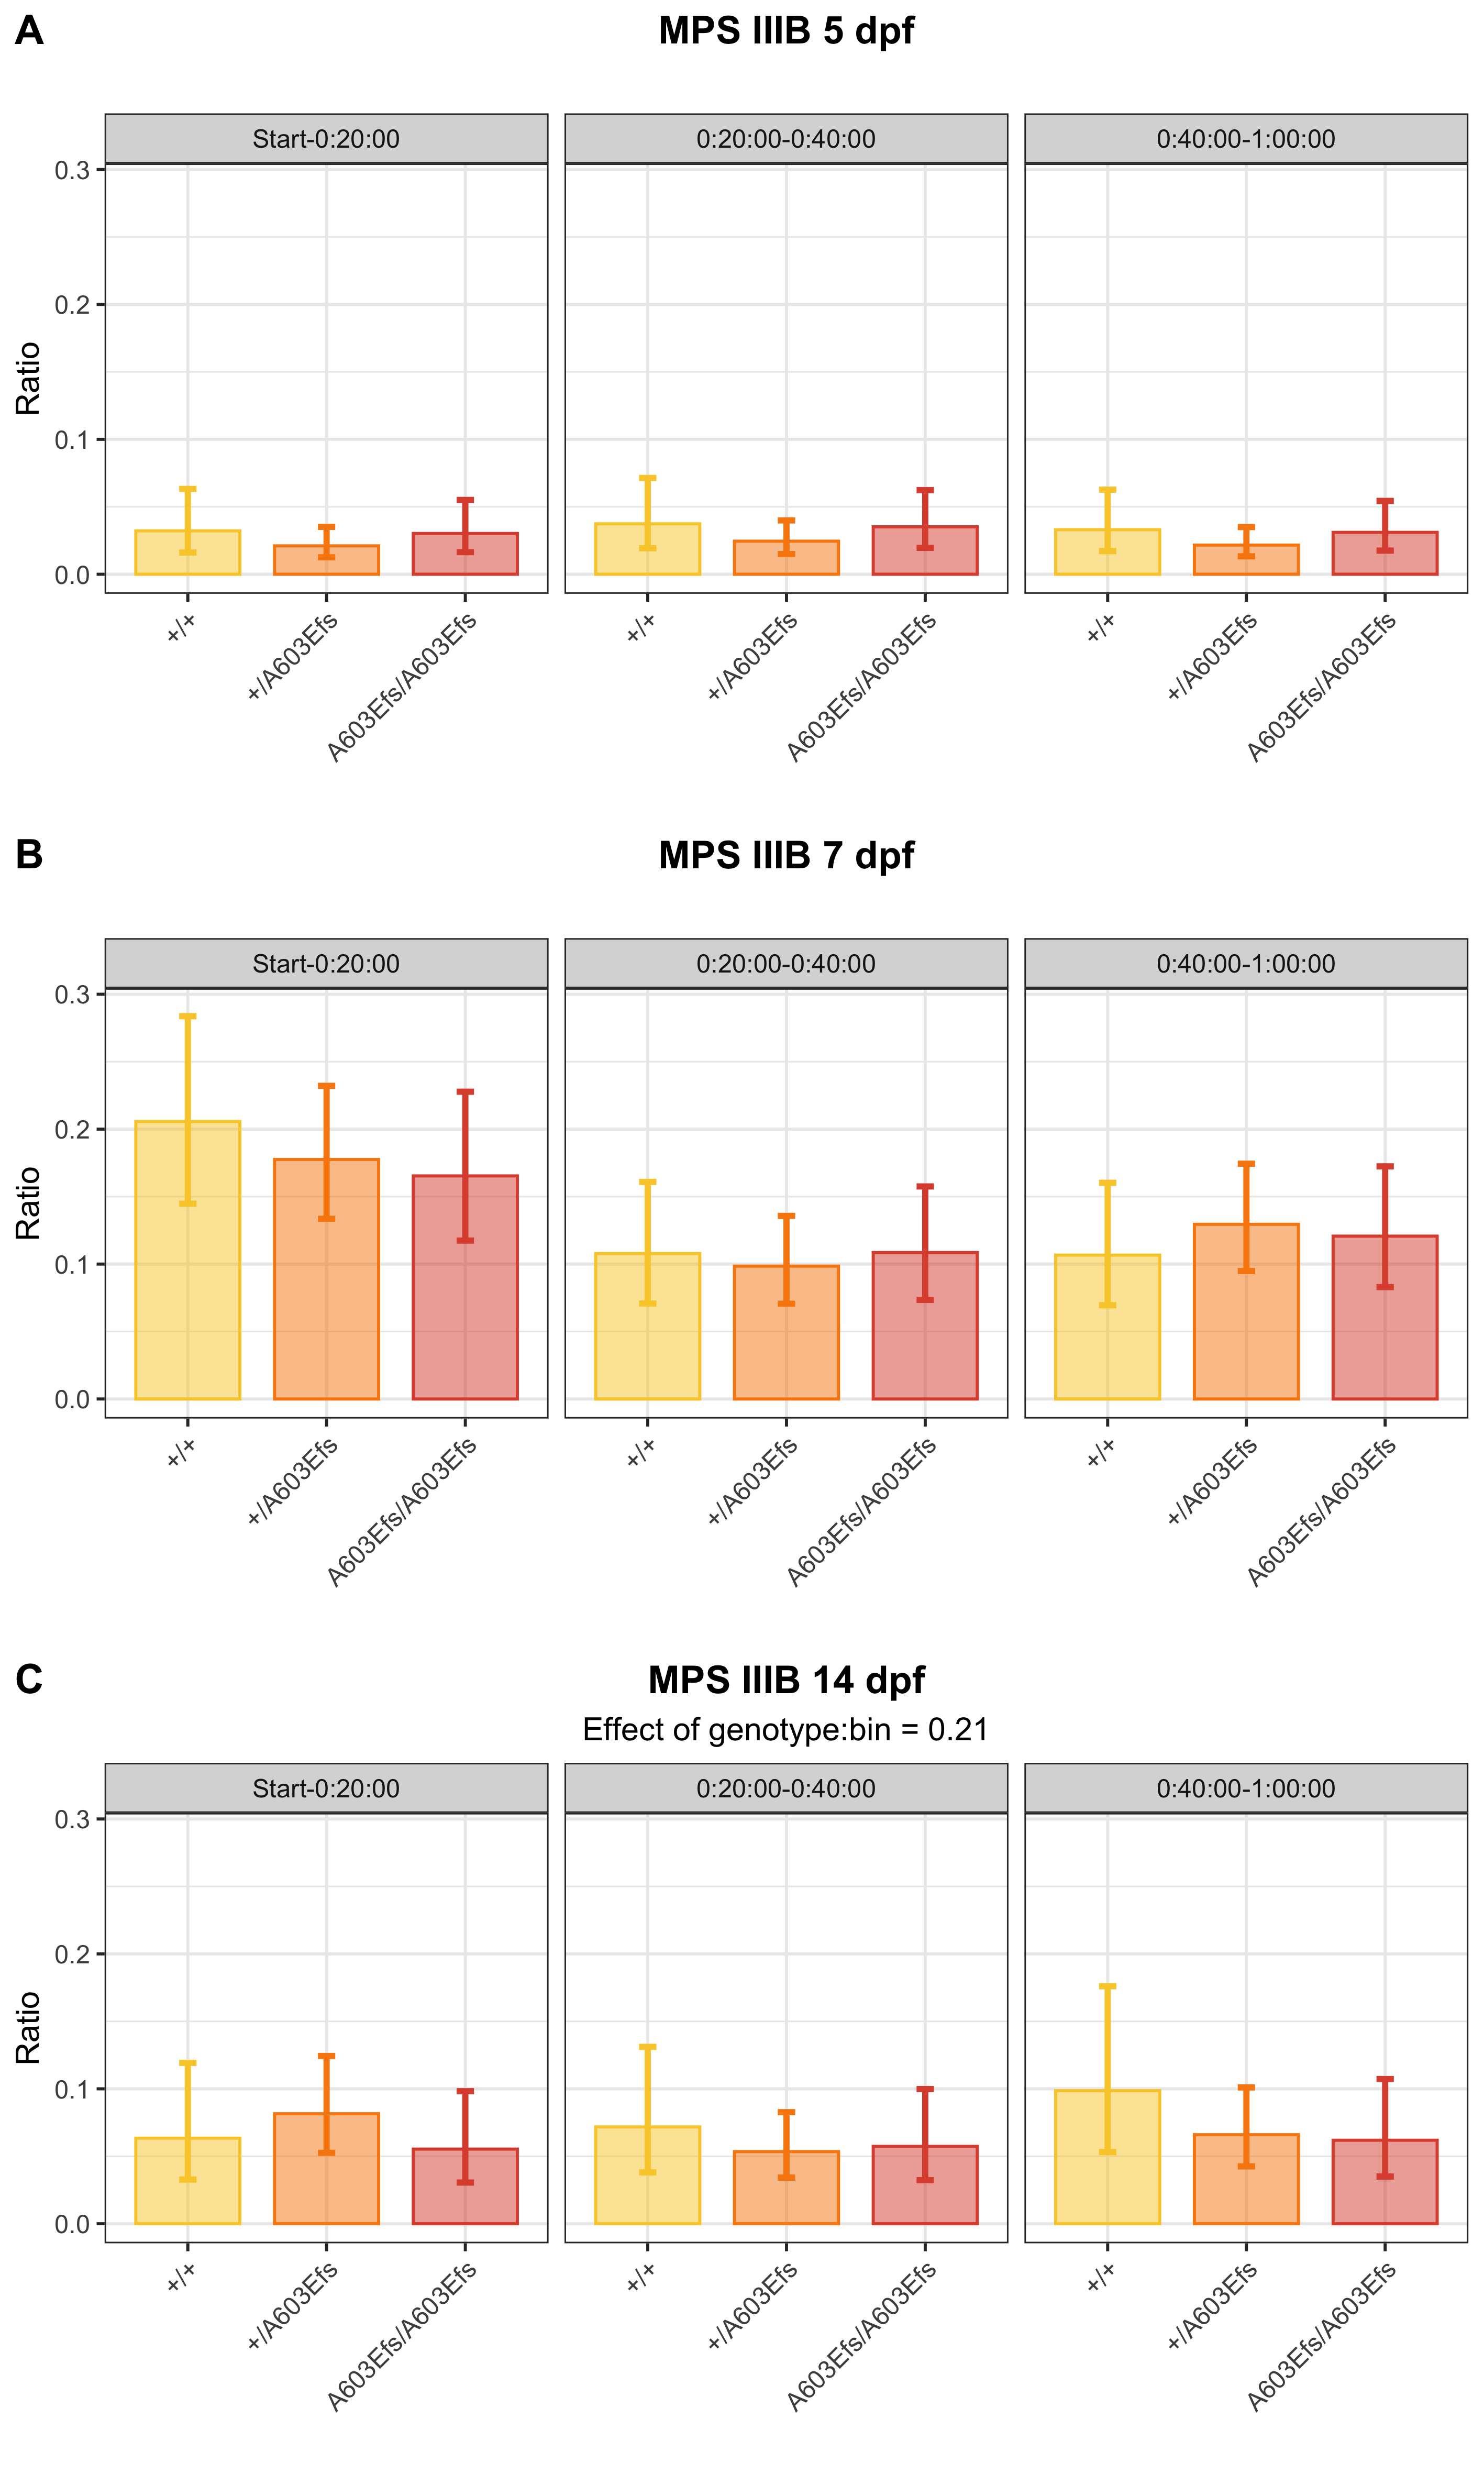 A
MPS IIIB 5 dpf
Start-0:20:00
0:20:00-0:40:00
0:40:00-1:00:00
Ratio
0.3
0.2
0.1
0.0
+/+
+/A603Efs
A603Efs/A603Efs
+/+
+/A603Efs
A603Efs/A603Efs
+/+
+/A603Efs
A603Efs/A603Efs
B
MPS IIIB 7 dpf
Start-0:20:00
0:20:00-0:40:00
0:40:00-1:00:00
Ratio
0.3
0.2
0.1
0.0
+/+
+/A603Efs
A603Efs/A603Efs
+/+
+/A603Efs
A603Efs/A603Efs
+/+
+/A603Efs
A603Efs/A603Efs
C
MPS IIIB 14 dpf
Effect of genotype:bin = 0.21
Start-0:20:00
0:20:00-0:40:00
0:40:00-1:00:00
Ratio
0.3
0.2
0.1
0.0
+/+
+/A603Efs
A603Efs/A603Efs
+/+
+/A603Efs
A603Efs/A603Efs
+/+
+/A603Efs
A603Efs/A603Efs